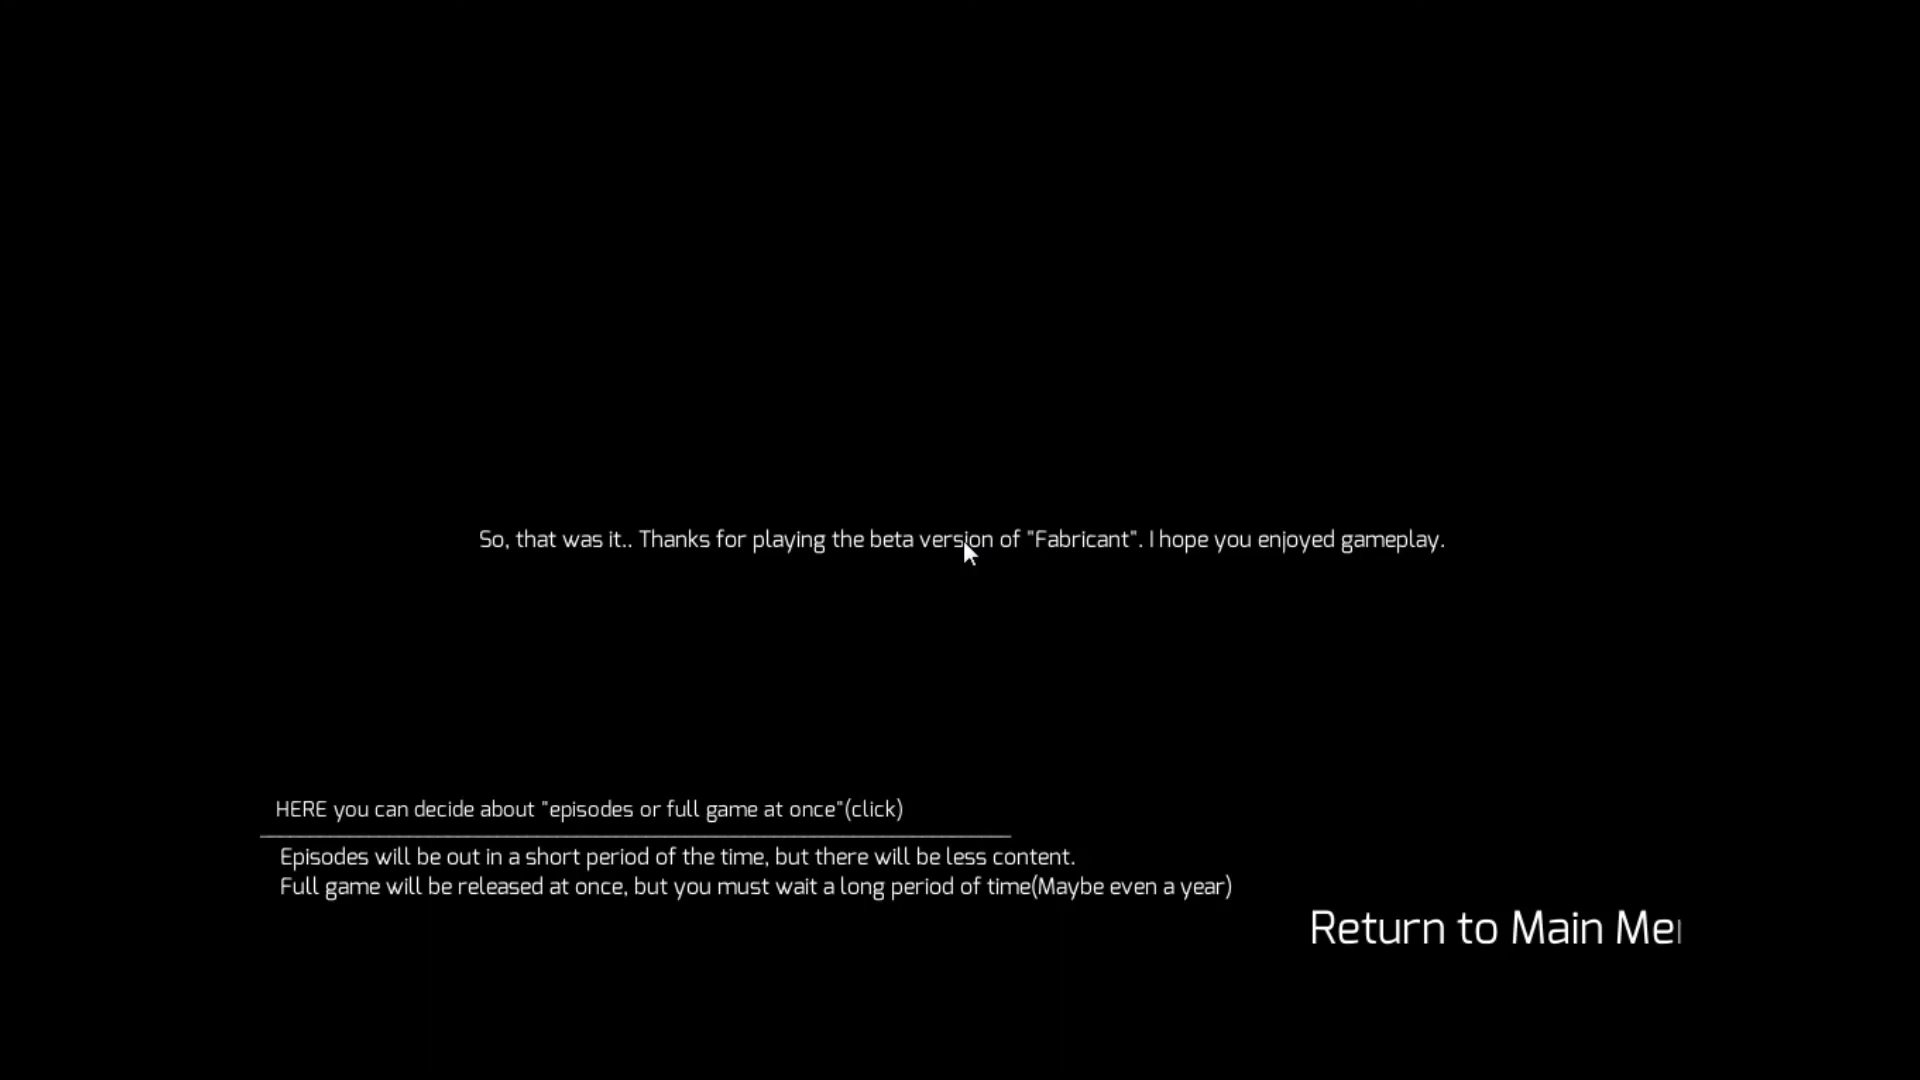 So, that was it.. Thanks for playing the beta version of "Fabricant". I hope you enjoyed gameplay.
HERE you can decide about "episodes or full game at once"(click)
Episodes will be out in a short period of the time, but there will be less content.
Full game will be released at once, but you must wait a long period of time(Maybe even a year)
Return to Main Me